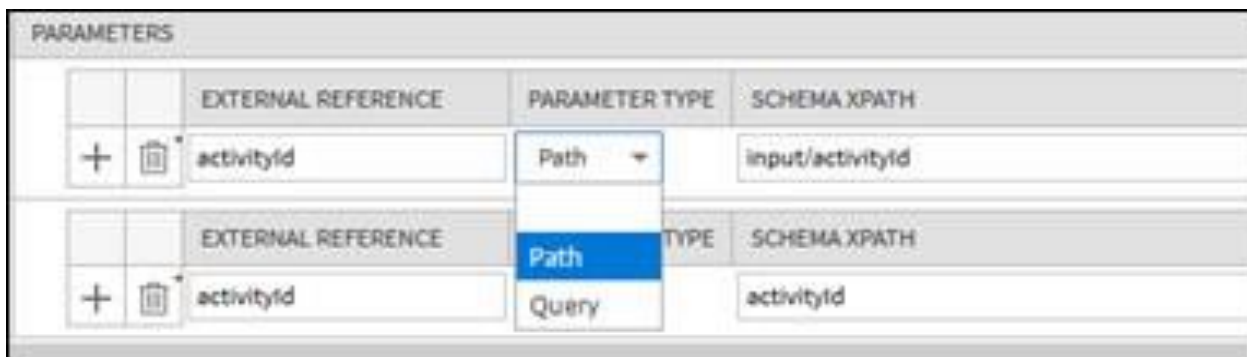 PARAMETERS
EXTERNAL REFERENCE PARAMETER TYPE SCHEMA XPATH
activityId Path input/activityId
EXTERNAL REFERENCE TYPE SCHEMA XPATH
Path
activityId activityId
Query